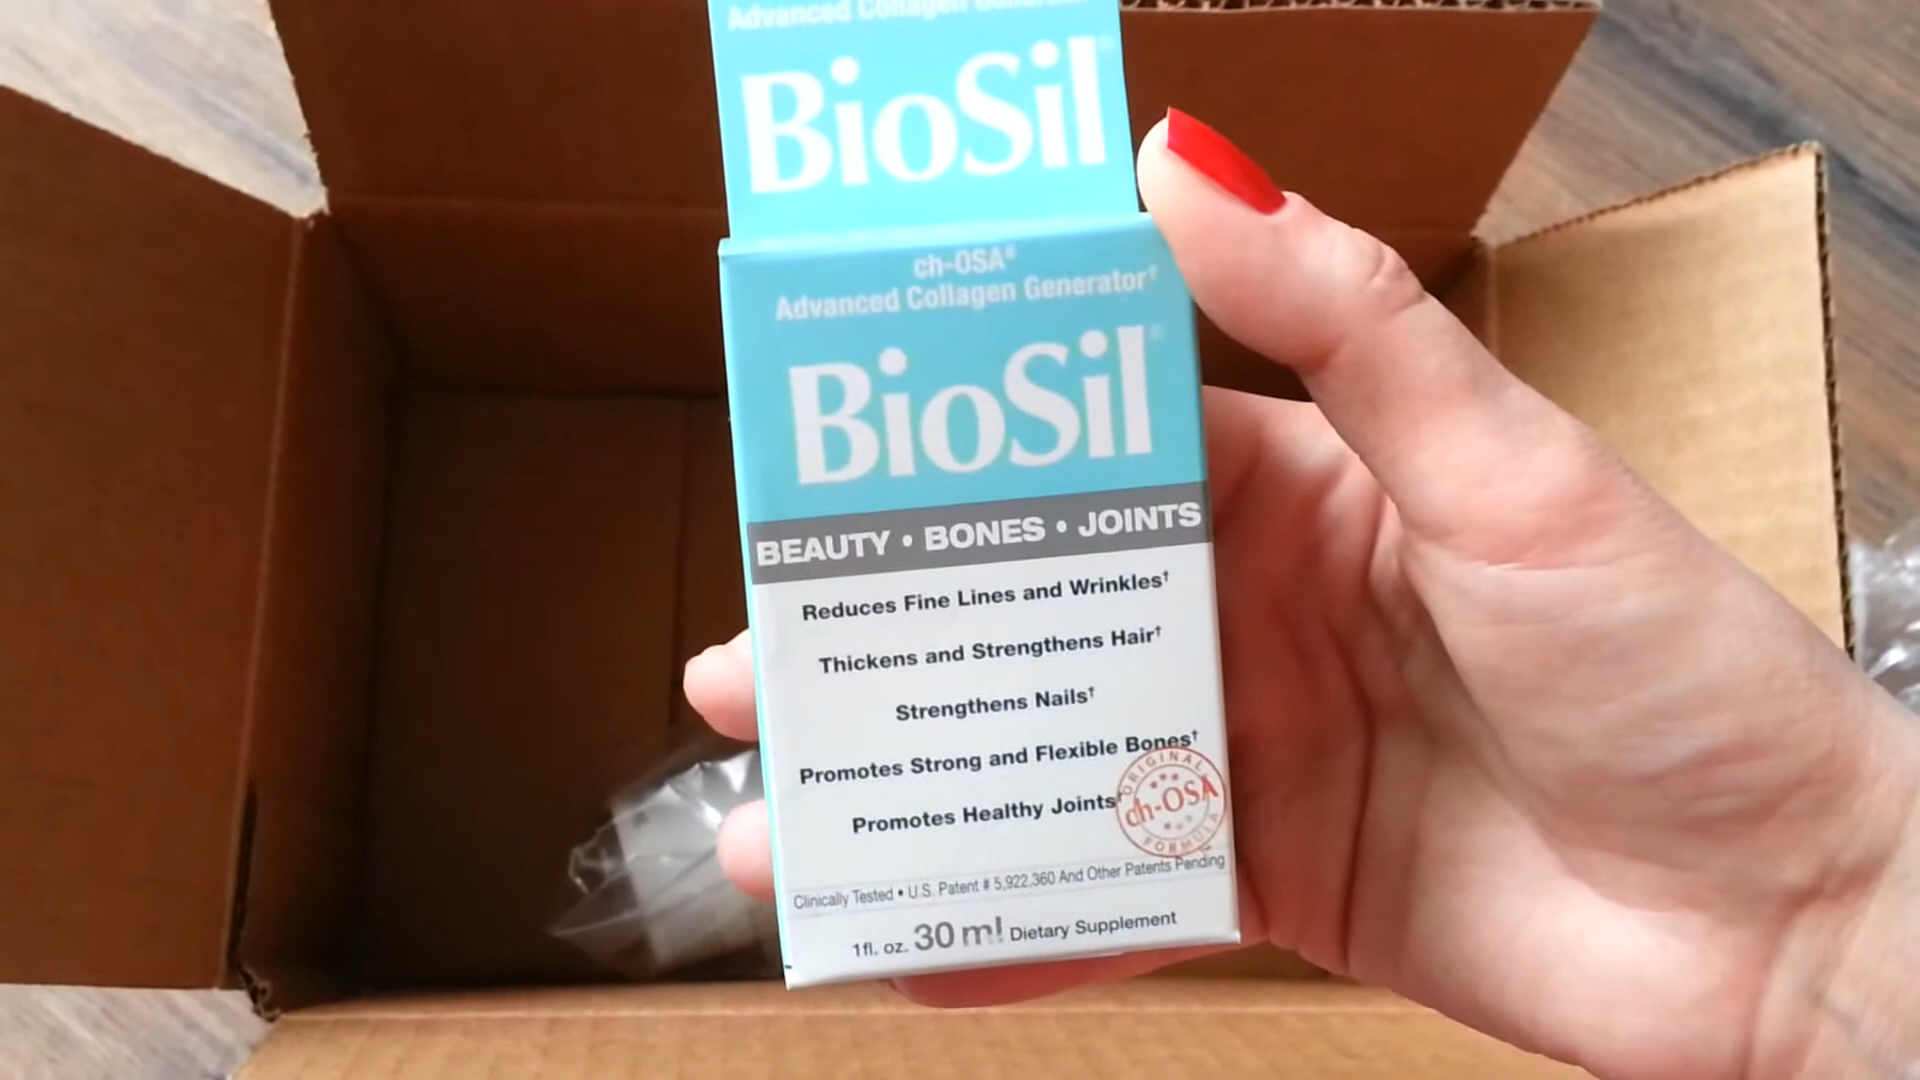 Advanced Collagen
BioSil®
ch-OSA®
Advanced Collagen Generator†
BioSil®
BEAUTY • BONES • JOINTS
Reduces Fine Lines and Wrinkles†
Thickens and Strengthens Hair†
Strengthens Nails†
Promotes Strong and Flexible Bones†
Promotes Healthy Joints†
ORIGINAL
ch-OSA
FORMULA
Clinically Tested • U.S. Patent # 5,922,360 And Other Patents Pending
1fl. oz. 30 ml Dietary Supplement